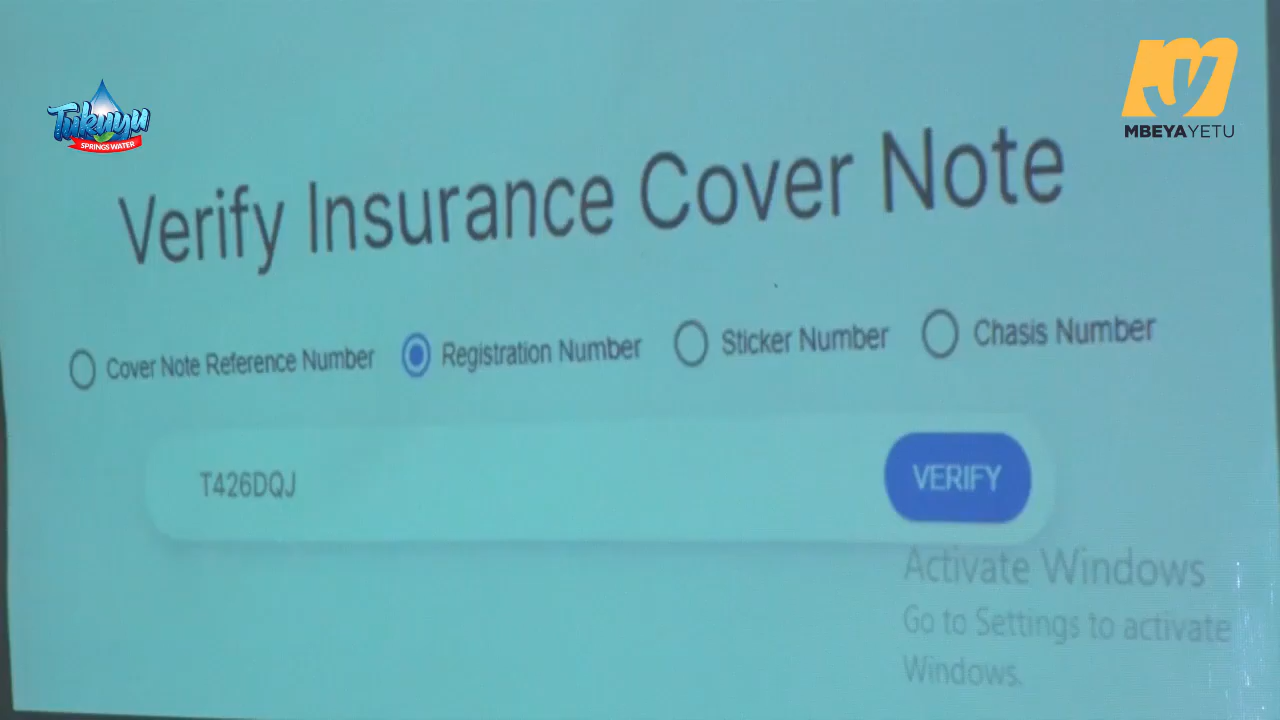 Tukuyu
SPRINGS WATER
my
MBEYAYETU
Verify Insurance Cover Note
Cover Note Reference Number
Registration Number
Sticker Number
Chasis Number
T426DQJ
VERIFY
Activate Windows
Go to Settings to activate
Windows.